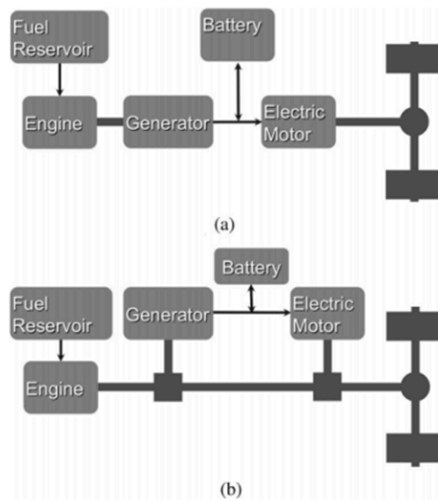 Fuel
Reservoir
Battery
Engine
Generator
Electric
Motor
(a)
Battery
Fuel
Reservoir
Generator
Electric
Motor
Engine
(b)